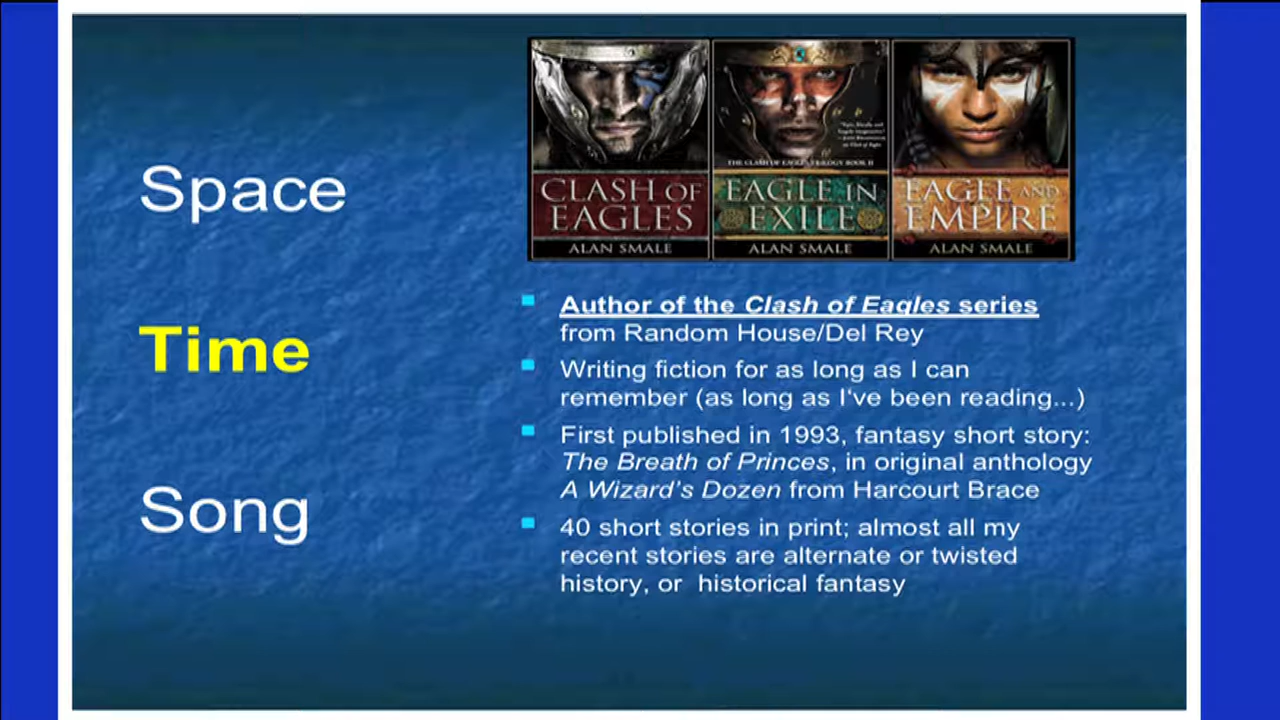 Space
Time
Song
THE CLASH OF EAGLES TRILOGY BOOK II
CLASH OF
EAGLES
ALAN SMALE
EAGLE IN
EXILE
ALAN SMALE
EAGLE AND
EMPIRE
ALAN SMALE
Author of the Clash of Eagles series
from Random House/Del Rey
Writing fiction for as long as I can
remember (as long as I've been reading...)
First published in 1993, fantasy short story:
The Breath of Princes, in original anthology
A Wizard's Dozen from Harcourt Brace
40 short stories in print; almost all my
recent stories are alternate or twisted
history, or historical fantasy